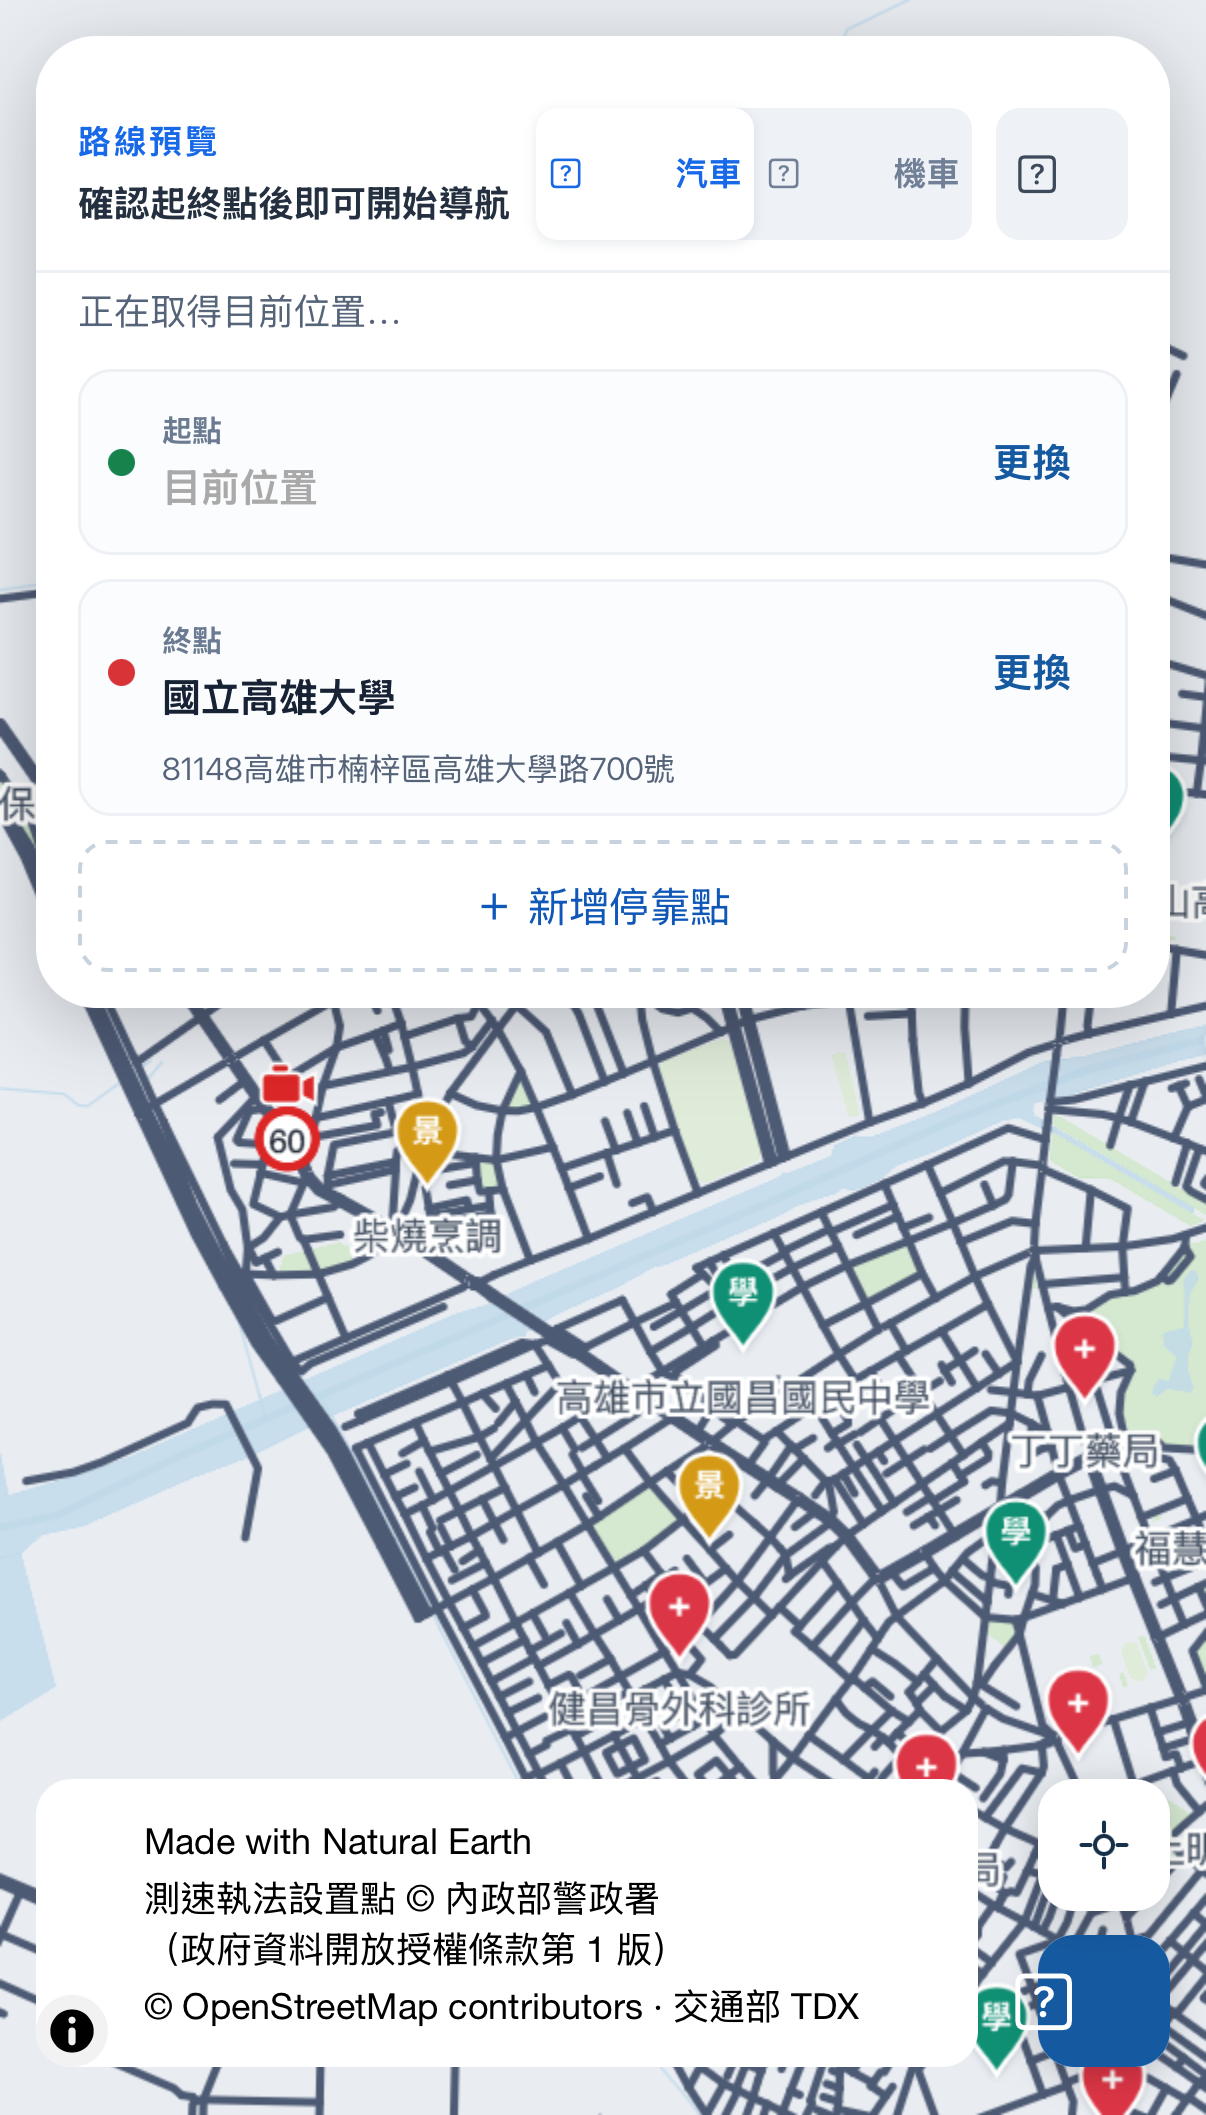 路線預覽
確認起終點後即可開始導航
汽車
機車
正在取得目前位置…
起點
目前位置
更換
終點
國立高雄大學
更換
81148高雄市楠梓區高雄大學路700號
+ 新增停靠點
保
山高
60
景
柴燒烹調
學
高雄市立國昌國民中學
丁丁藥局
景
學
福慧
健昌骨外科診所
局
Made with Natural Earth
測速執法設置點 © 內政部警政署
（政府資料開放授權條款第 1 版）
© OpenStreetMap contributors · 交通部 TDX
學